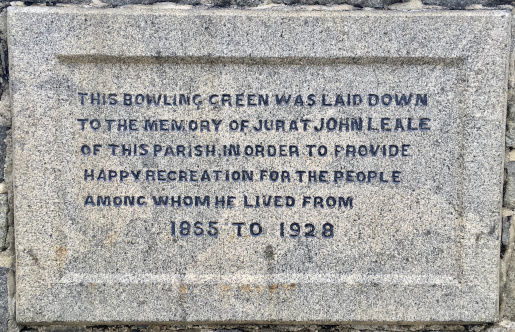 THIS BOWLING GREEN WAS LAID DOWN
TO THE MEMORY OF JURAT JOHN LEALE
OF THIS PARISH, IN ORDER TO PROVIDE
HAPPY RECREATION FOR THE PEOPLE
AMONG WHOM HE LIVED FROM
1855 TO 1928